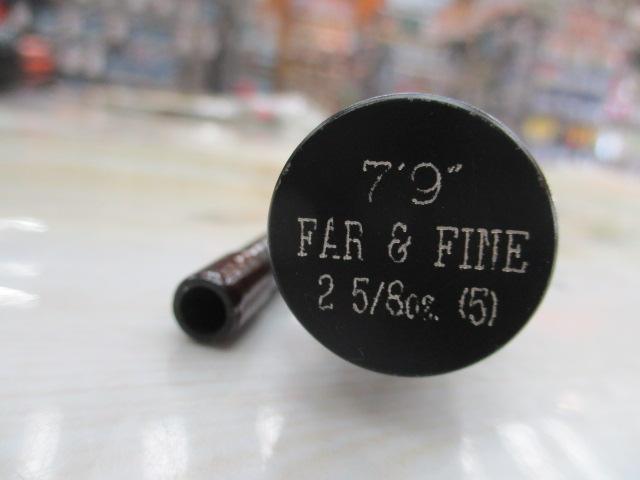 7'9"
FAR & FINE
2 5/8oz. (5)